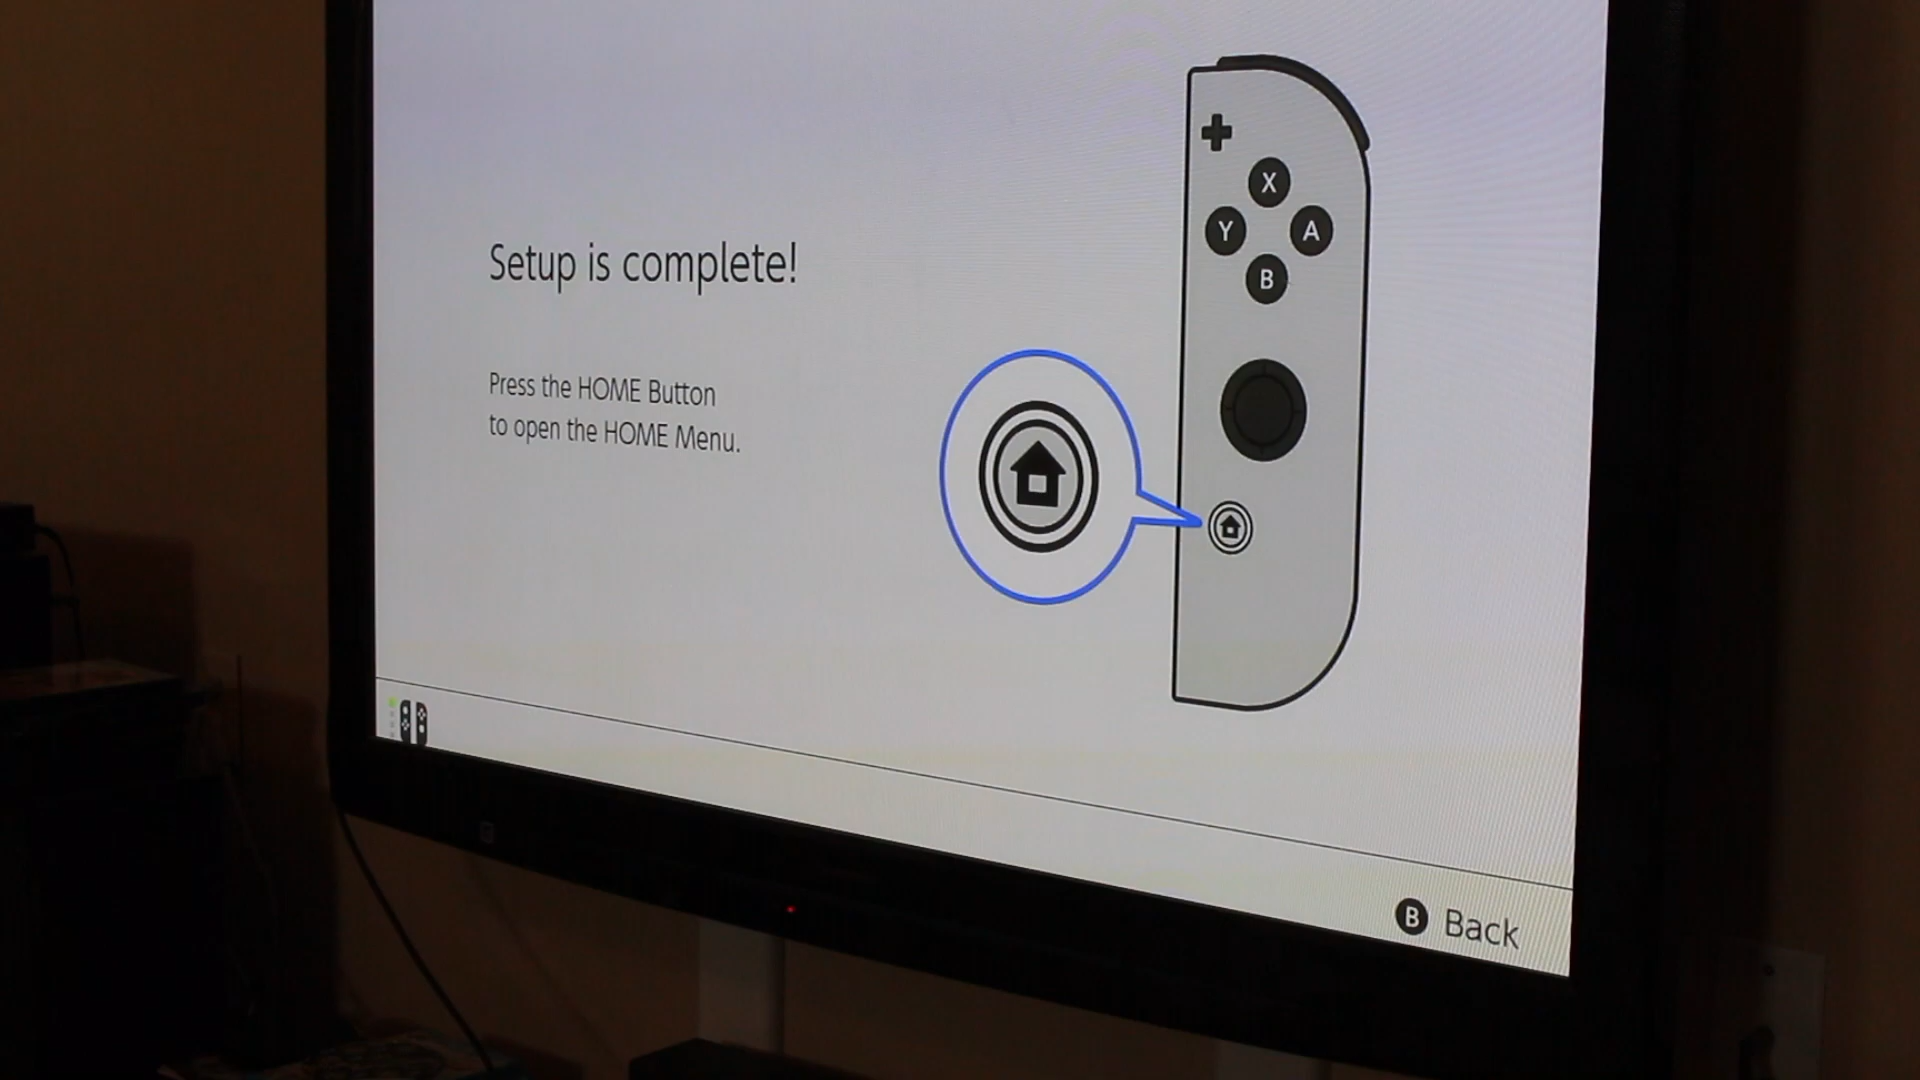 X
Y A
B
Setup is complete!
Press the HOME Button
to open the HOME Menu.
B Back